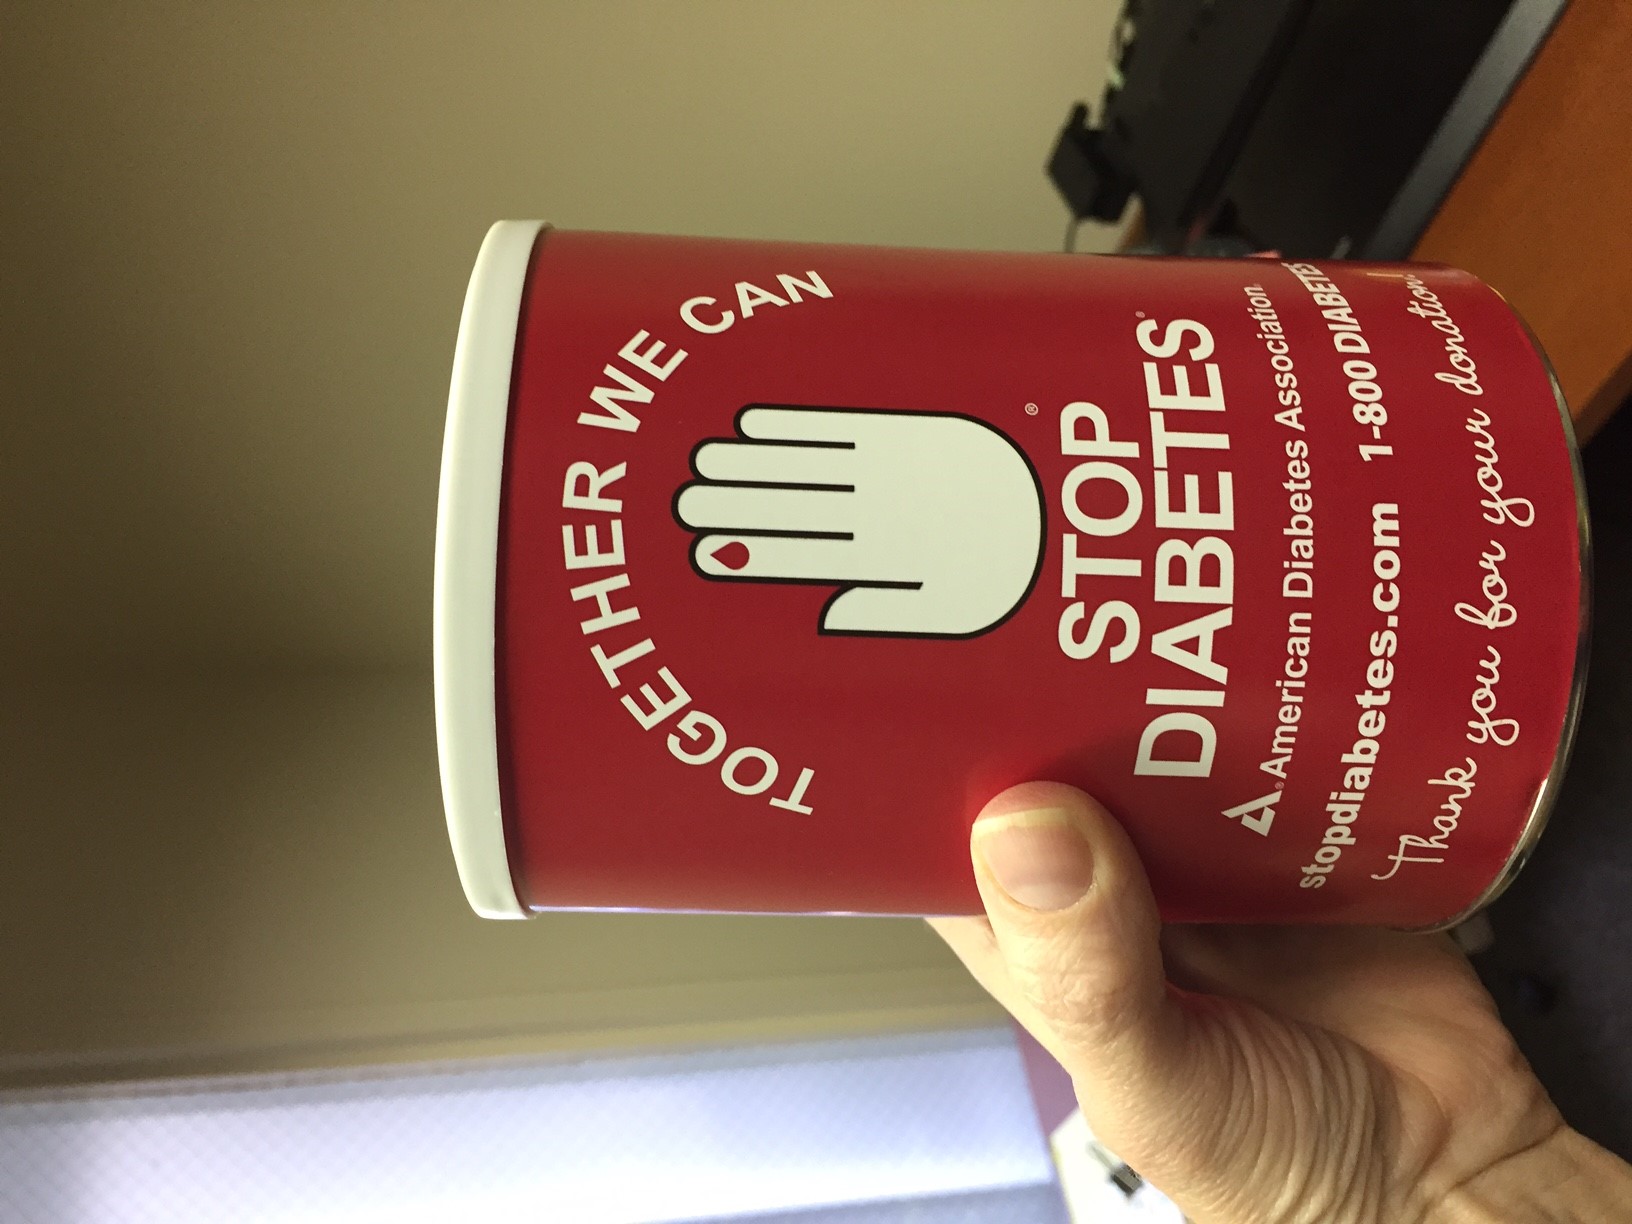 TOGETHER WE CAN
®
STOP
DIABETES®
American Diabetes Association®
stopdiabetes.com 1-800 DIABETES
Thank you for your donation!